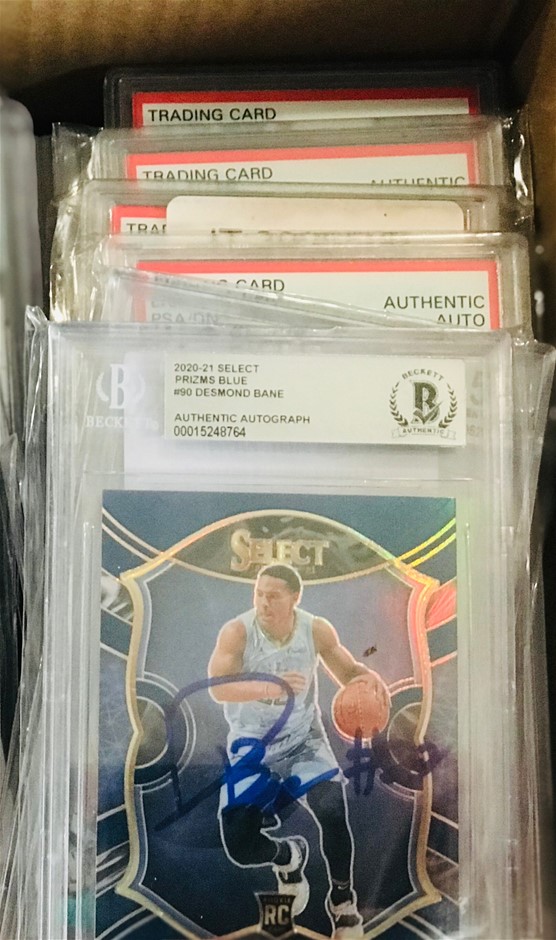 TRADING CARD
TRADING CARD
AUTHENTIC
TRA
CARD
AUTHENTIC
PSA/DN
AUTO
2020-21 SELECT
PRIZMS BLUE
#90 DESMOND BANE
AUTHENTIC AUTOGRAPH
00015248764
B
BECKETT
BECKETT
B
AUTHENTIC
SELECT
RC